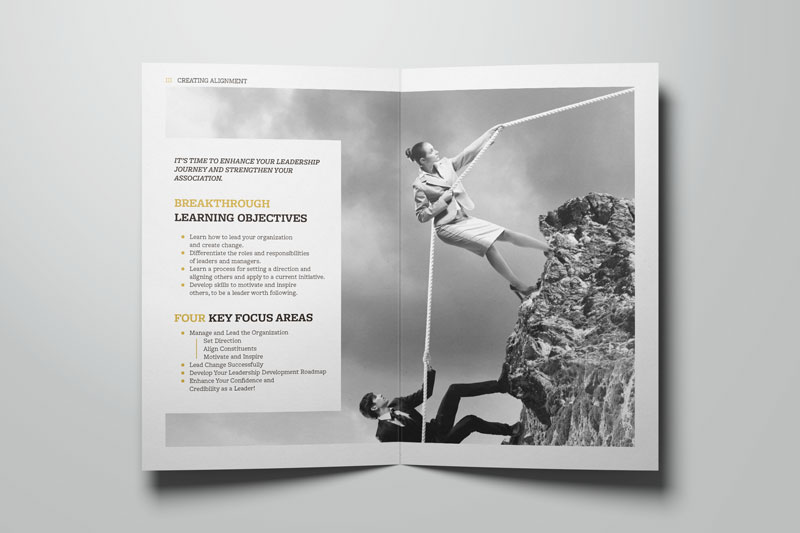 CREATING ALIGNMENT
IT'S TIME TO ENHANCE YOUR LEADERSHIP
JOURNEY AND STRENGTHEN YOUR
ASSOCIATION.
BREAKTHROUGH
LEARNING OBJECTIVES
Learn how to lead your organization
and create change.
Differentiate the roles and responsibilities
of leaders and managers.
Learn a process for setting a direction and
aligning others and apply to a current initiative.
Develop skills to motivate and inspire
others, to be a leader worth following.
FOUR KEY FOCUS AREAS
Manage and Lead the Organization
Set Direction
Align Constituents
Motivate and Inspire
Lead Change Successfully
Develop Your Leadership Development Roadmap
Enhance Your Confidence and
Credibility as a Leader!